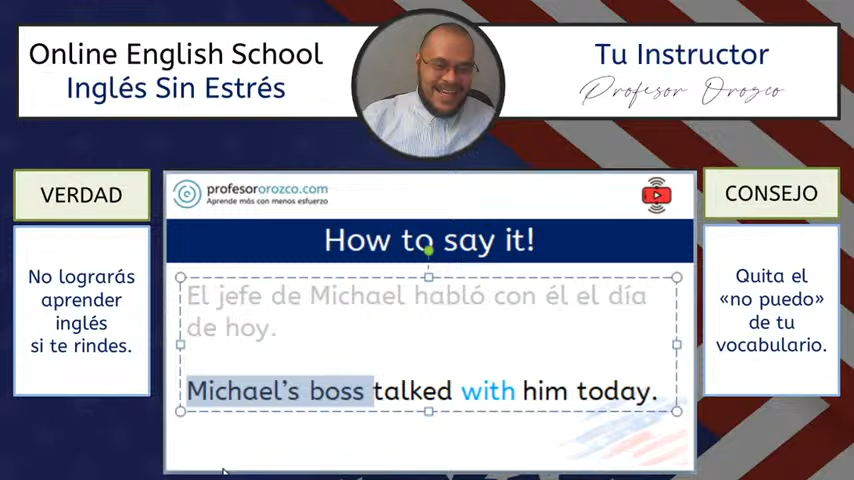 Online English School
Inglés Sin Estrés
Tu Instructor
Profesor Orozco
VERDAD
No lograrás
aprender
inglés
si te rindes.
profesororozco.com
Aprende más con menos esfuerzo
How to say it!
El jefe de Michael habló con él el día
de hoy.
Michael's boss talked with him today.
CONSEJO
Quita el
«no puedo»
de tu
vocabulario.